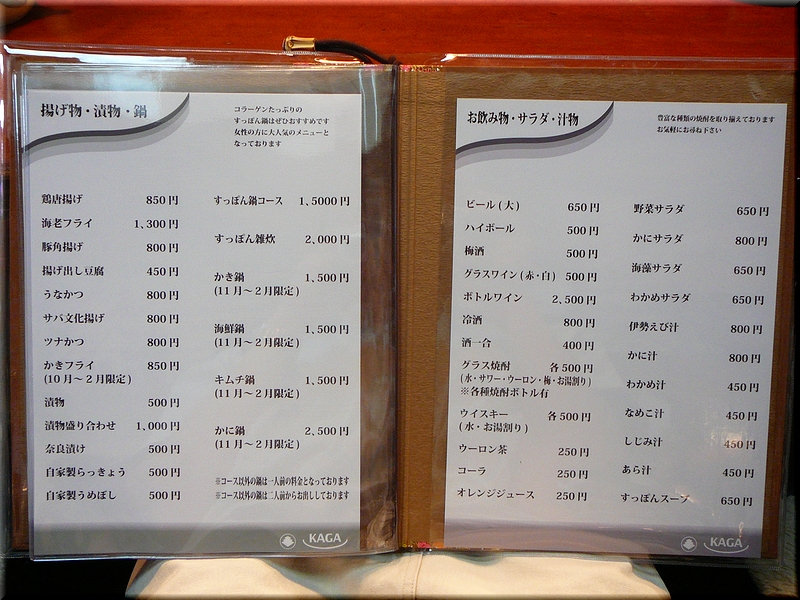 揚げ物・漬物・鍋
コラーゲンたっぷりの
すっぽん鍋はぜひおすすめです
女性の方に大人気のメニューと
なっております
鶏唐揚げ 850円
海老フライ 1,300円
豚角揚げ 800円
揚げ出し豆腐 450円
うなかつ 800円
サバ文化揚げ 800円
ツナかつ 800円
かきフライ 850円
(10月～2月限定)
漬物 500円
漬物盛り合わせ 1,000円
奈良漬け 500円
自家製らっきょう 500円
自家製うめぼし 500円
すっぽん鍋コース 1,5000円
すっぽん雑炊 2,000円
かき鍋 1,500円
(11月～2月限定)
海鮮鍋 1,500円
(11月～2月限定)
キムチ鍋 1,500円
(11月～2月限定)
かに鍋 2,500円
(11月～2月限定)
※コース以外の鍋は一人前の料金となっております
※コース以外の鍋は二人前からお出ししております
KAGA
お飲み物・サラダ・汁物
豊富な種類の焼酎を取り揃えております
お気軽にお尋ね下さい
ビール(大) 650円
ハイボール 500円
梅酒 500円
グラスワイン(赤・白) 500円
ボトルワイン 2,500円
冷酒 800円
酒一合 400円
グラス焼酎 各500円
(水・サワー・ウーロン・梅・お湯割り)
※各種焼酎ボトル有
ウイスキー 各500円
(水・お湯割り)
ウーロン茶 250円
コーラ 250円
オレンジジュース 250円
野菜サラダ 650円
かにサラダ 800円
海藻サラダ 650円
わかめサラダ 650円
伊勢えび汁 800円
かに汁 800円
わかめ汁 450円
なめこ汁 450円
しじみ汁 450円
あら汁 450円
すっぽんスープ 650円
KAGA